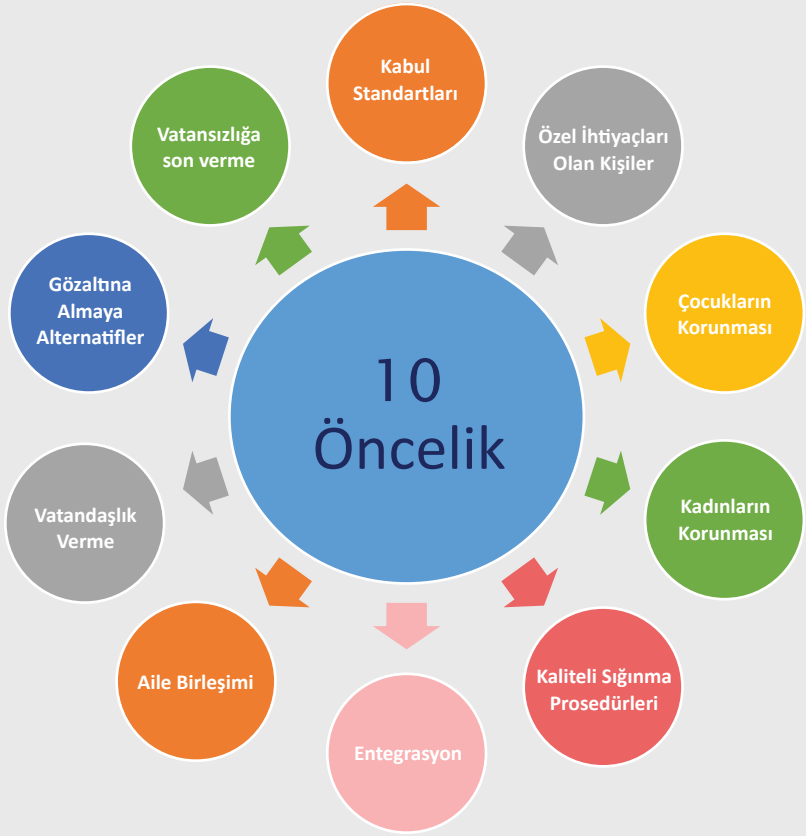 10
Öncelik
Kabul
Standartları
Özel İhtiyaçları
Olan Kişiler
Çocukların
Korunması
Kadınların
Korunması
Kaliteli Sığınma
Prosedürleri
Entegrasyon
Aile Birleşimi
Vatandaşlık
Verme
Gözaltına
Almaya
Alternatifler
Vatansızlığa
son verme